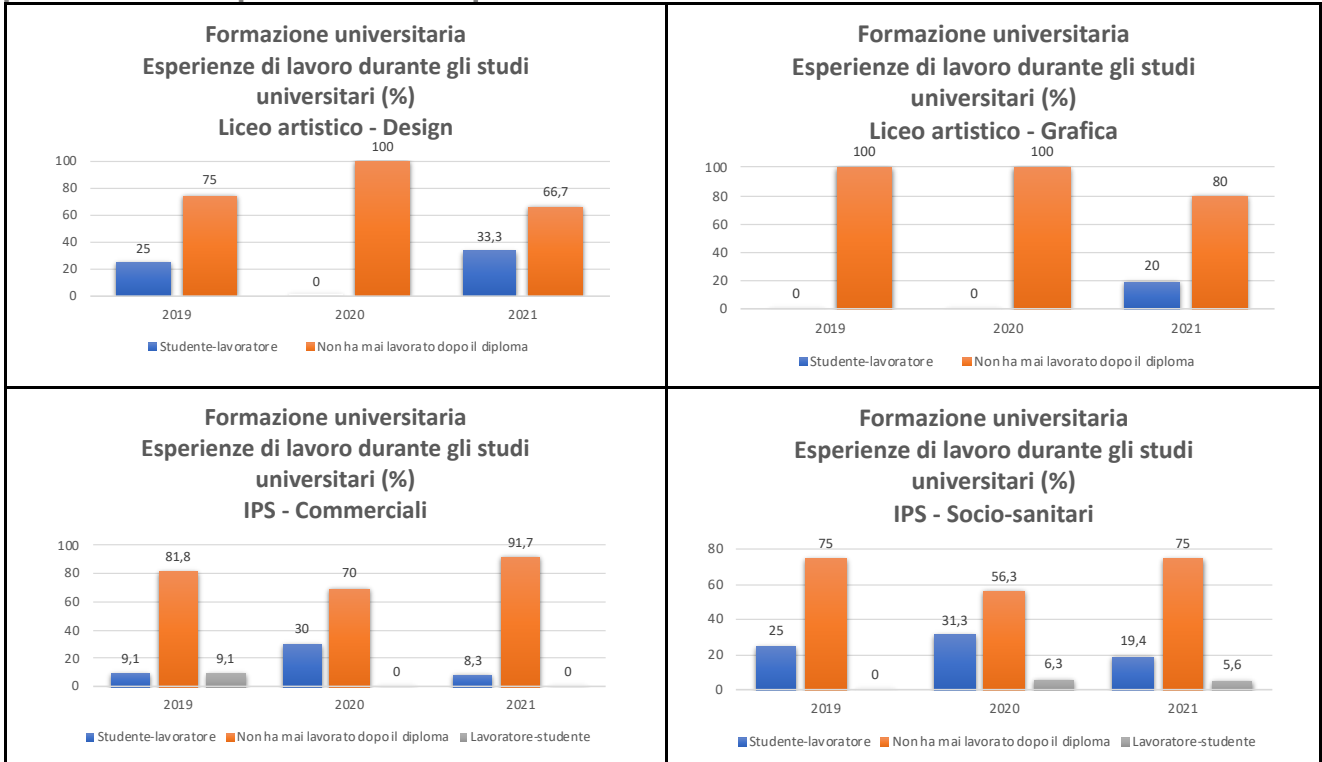 Formazione universitaria
Esperienze di lavoro durante gli studi
universitari (%)
Liceo artistico - Design
100
100
80
75
66,7
60
40
33,3
25
20
0
0
2019
2020
2021
Studente-lavoratore
Non ha mai lavorato dopo il diploma
Formazione universitaria
Esperienze di lavoro durante gli studi
universitari (%)
Liceo artistico - Grafica
100
100
100
80
80
60
40
20
20
0
0
0
2019
2020
2021
Studente-lavoratore
Non ha mai lavorato dopo il diploma
Formazione universitaria
Esperienze di lavoro durante gli studi
universitari (%)
IPS - Commerciali
100
91,7
81,8
80
70
60
40
30
20
9,1
9,1
8,3
0
0
0
2019
2020
2021
Studente-lavoratore
Non ha mai lavorato dopo il diploma
Lavoratore-studente
Formazione universitaria
Esperienze di lavoro durante gli studi
universitari (%)
IPS - Socio-sanitari
80
75
75
60
56,3
40
31,3
25
20
19,4
6,3
5,6
0
0
2019
2020
2021
Studente-lavoratore
Non ha mai lavorato dopo il diploma
Lavoratore-studente